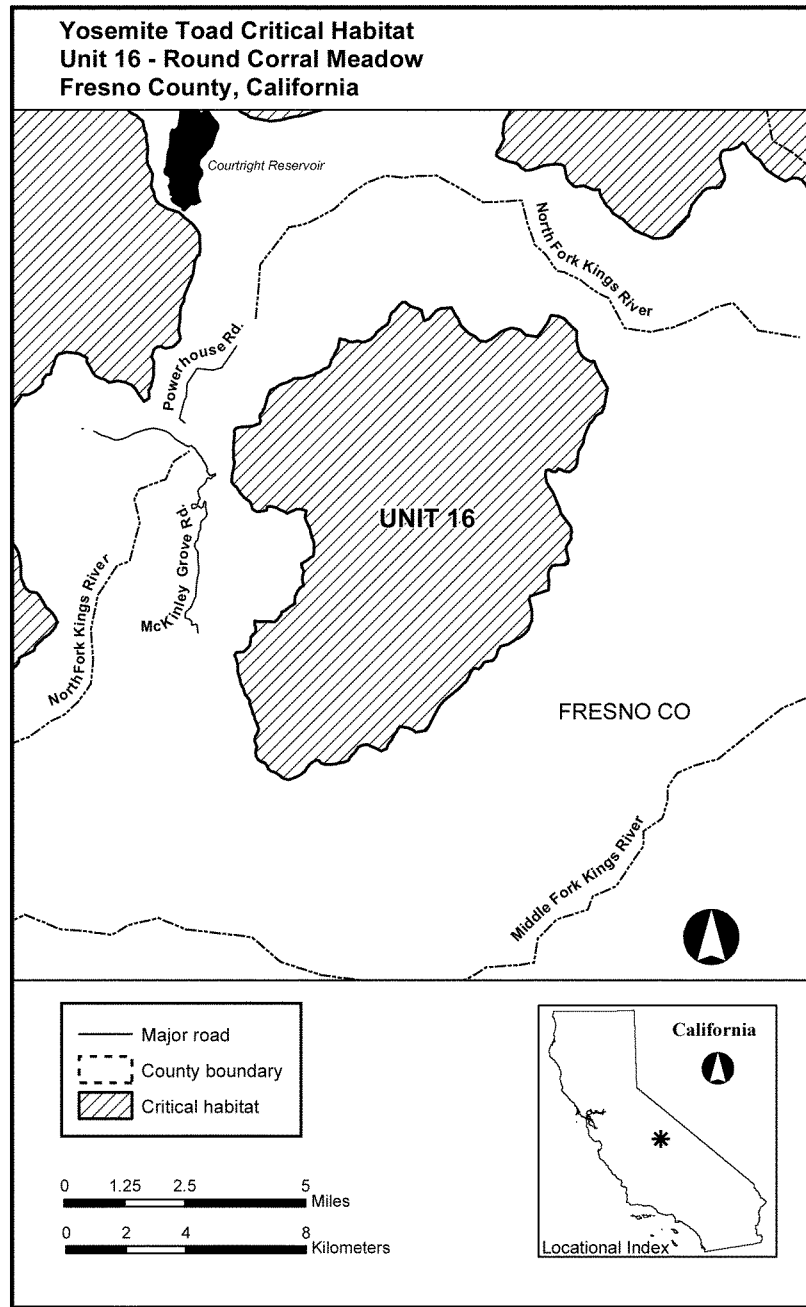 Yosemite Toad Critical Habitat
Unit 16 - Round Corral Meadow
Fresno County, California
Courtright Reservoir
North Fork Kings River
Powerhouse Rd.
UNIT 16
McKinley Grove Rd.
North Fork Kings River
FRESNO CO
Middle Fork Kings River
Major road
County boundary
Critical habitat
0 1.25 2.5 5
Miles
0 2 4 8
Kilometers
California
Locational Index